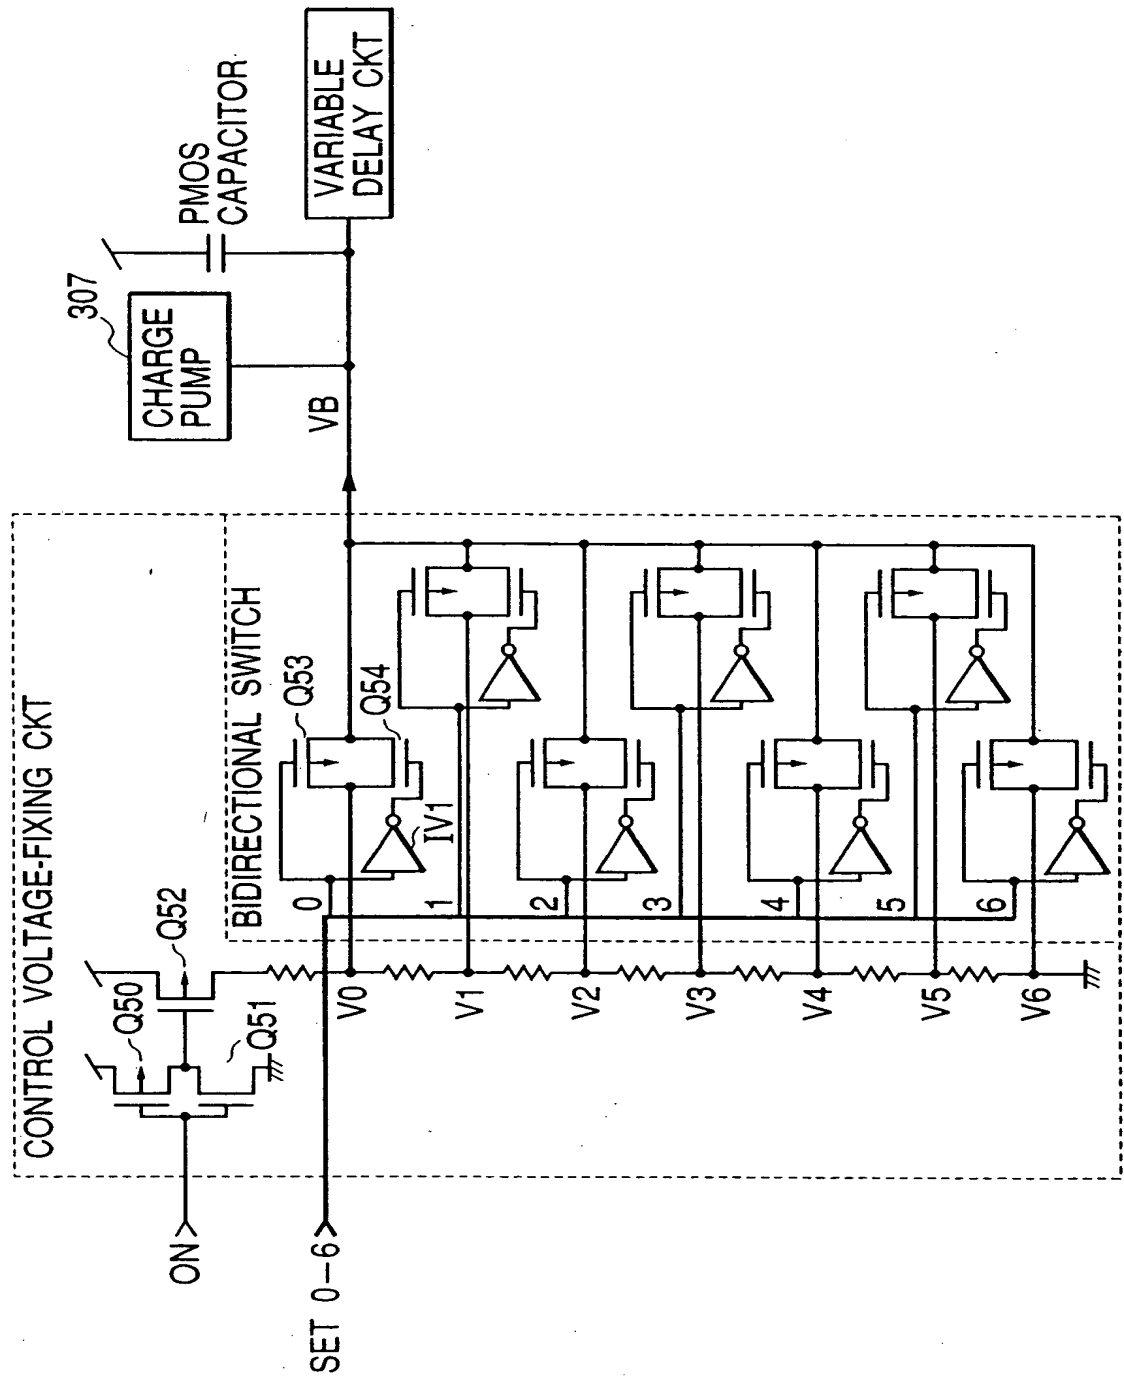 CONTROL VOLTAGE-FIXING CKT
ON
Q50
Q51
Q52
SET 0–6
BIDIRECTIONAL SWITCH
0
1
2
3
4
5
6
V0
V1
V2
V3
V4
V5
V6
Q53
Q54
IV1
VB
307
CHARGE
PUMP
PMOS
CAPACITOR
VARIABLE
DELAY CKT